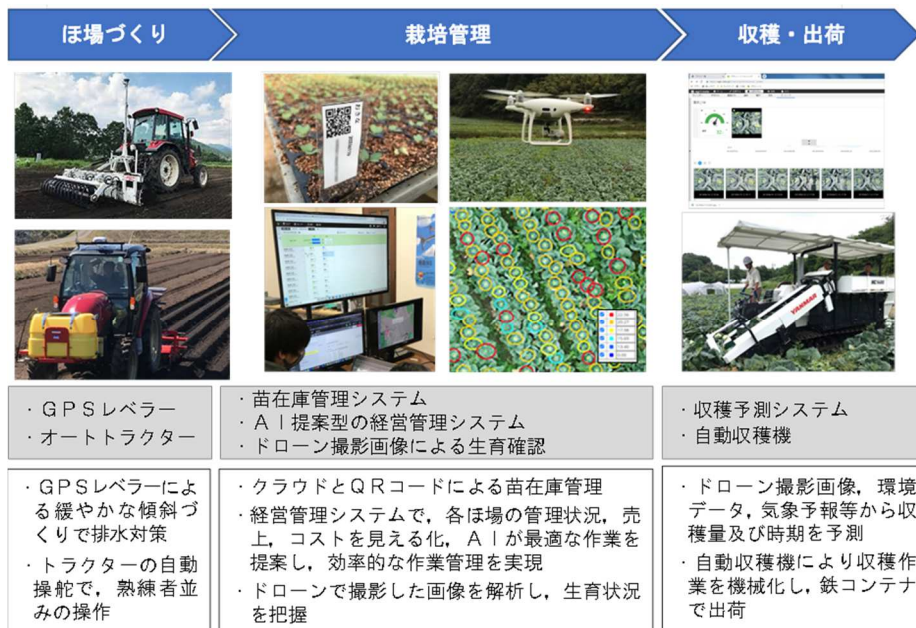 ほ場づくり
栽培管理
収穫・出荷
YANMAR
・ＧＰＳレベラー
・オートトラクター
・苗在庫管理システム
・ＡＩ提案型の経営管理システム
・ドローン撮影画像による生育確認
・収穫予測システム
・自動収穫機
・GPSレベラーによ
る緩やかな傾斜づ
くりで排水対策
・トラクターの自動
操舵で，熟練者並
みの操作
・クラウドとＱＲコードによる苗在庫管理
・経営管理システムで，各ほ場の管理状況，売
上，コストを見える化，ＡＩが最適な作業を
提案し，効率的な作業管理を実現
・ドローンで撮影した画像を解析し，生育状況
を把握
・ドローン撮影画像，環境
データ，気象予報等から収
穫量及び時期を予測
・自動収穫機により収穫作
業を機械化し，鉄コンテナ
で出荷